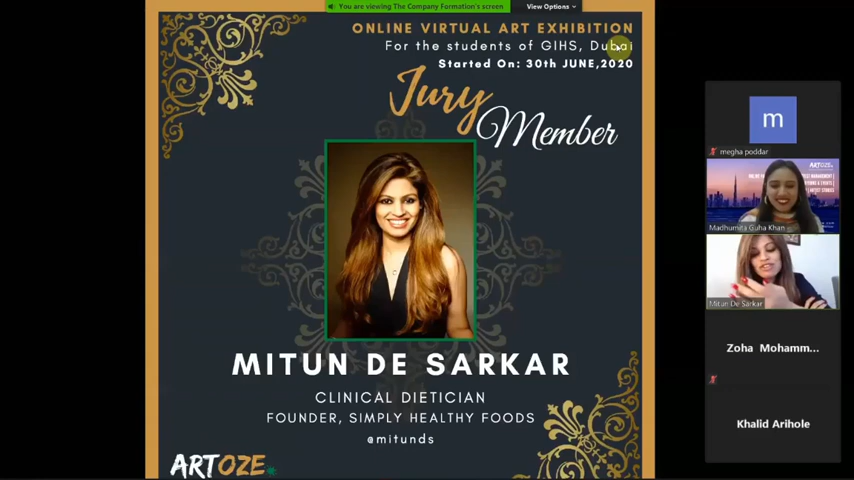 You are viewing The Company Formation's screen
View Options
ONLINE VIRTUAL ART EXHIBITION
For the students of GIHS, Dubai
Started On: 30th JUNE,2020
Jury
Member
MITUN DE SARKAR
CLINICAL DIETICIAN
FOUNDER, SIMPLY HEALTHY FOODS
@mitunds
ARTOZE
m
megha poddar
ARTOZE
Madhumita Guha Khan
Mitun De Sarkar
Zoha Mohamm...
Khalid Arihole